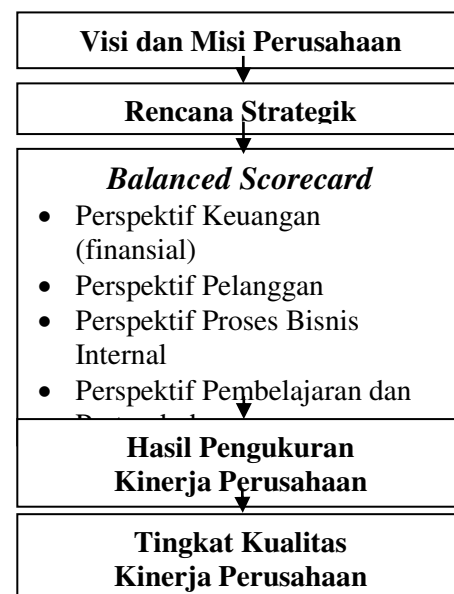 Visi dan Misi Perusahaan
Rencana Strategik
Balanced Scorecard
• Perspektif Keuangan
(finansial)
• Perspektif Pelanggan
• Perspektif Proses Bisnis
Internal
• Perspektif Pembelajaran dan
Hasil Pengukuran
Kinerja Perusahaan
Tingkat Kualitas
Kinerja Perusahaan